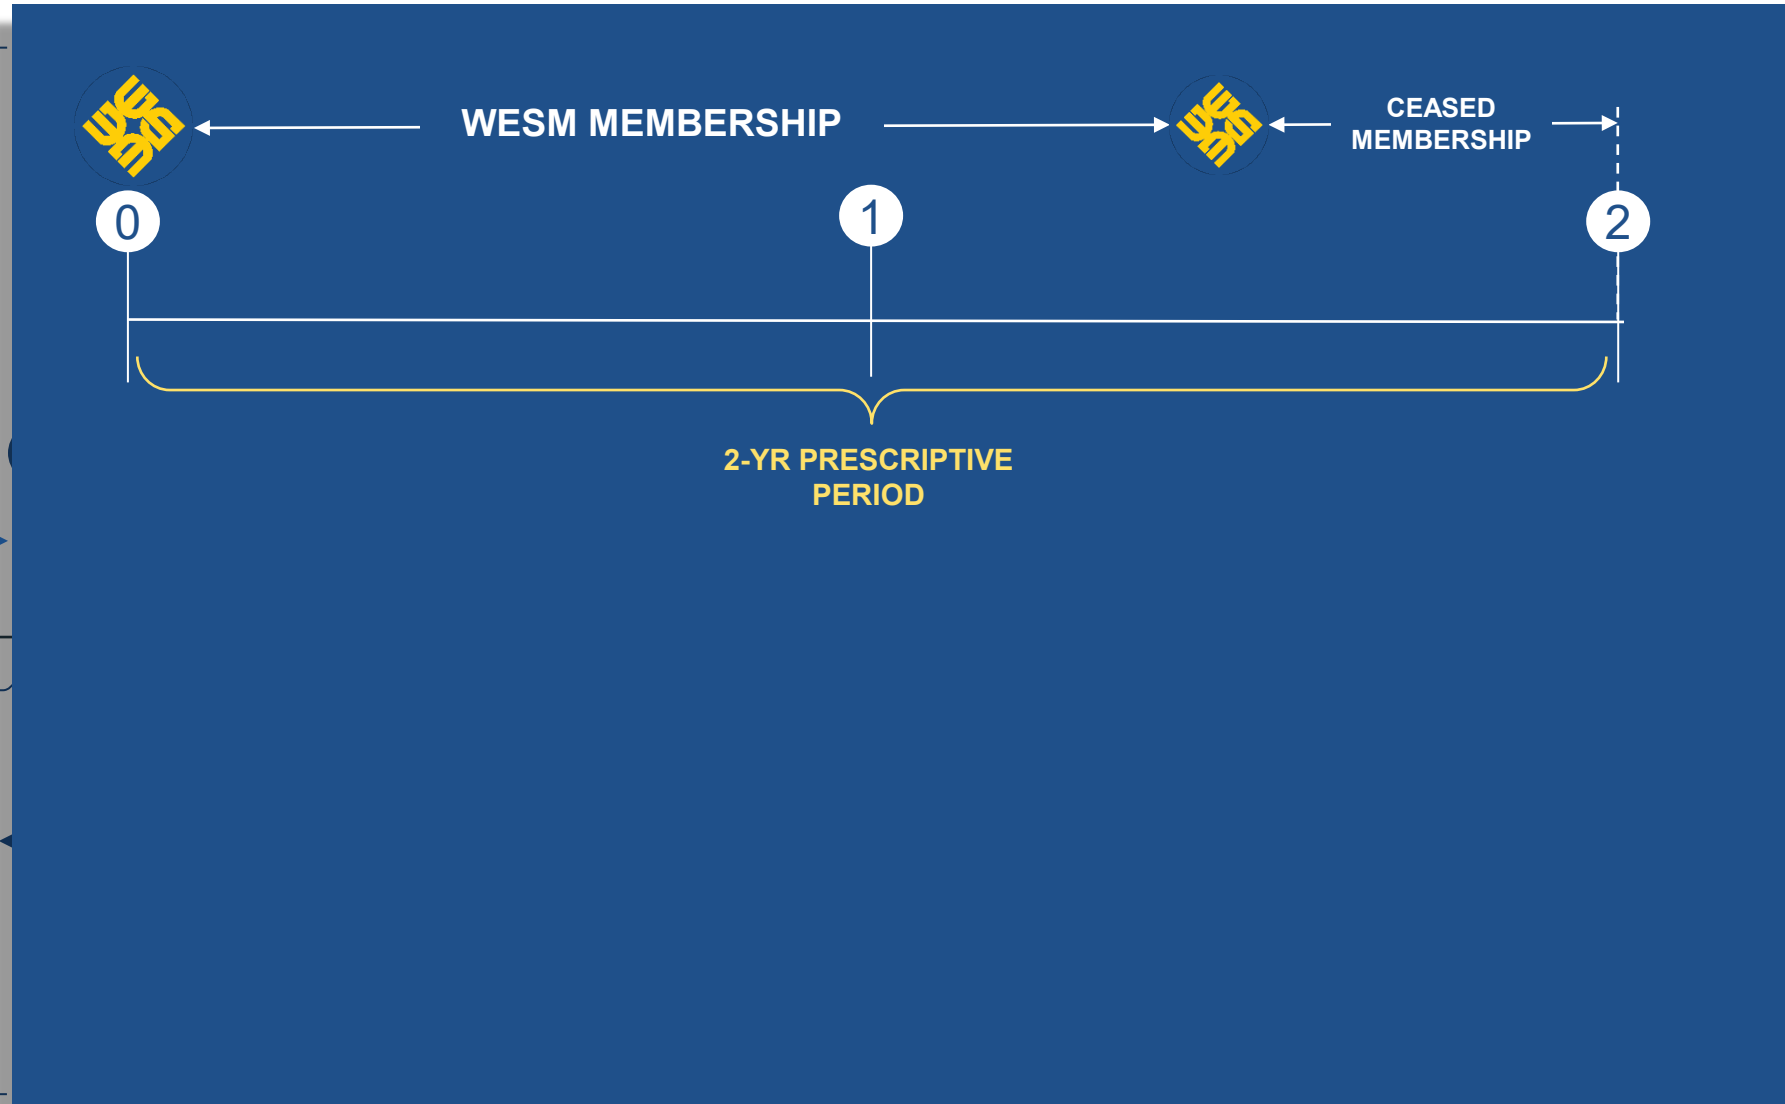 WESM MEMBERSHIP
CEASED
MEMBERSHIP
0
1
2
2-YR PRESCRIPTIVE
PERIOD